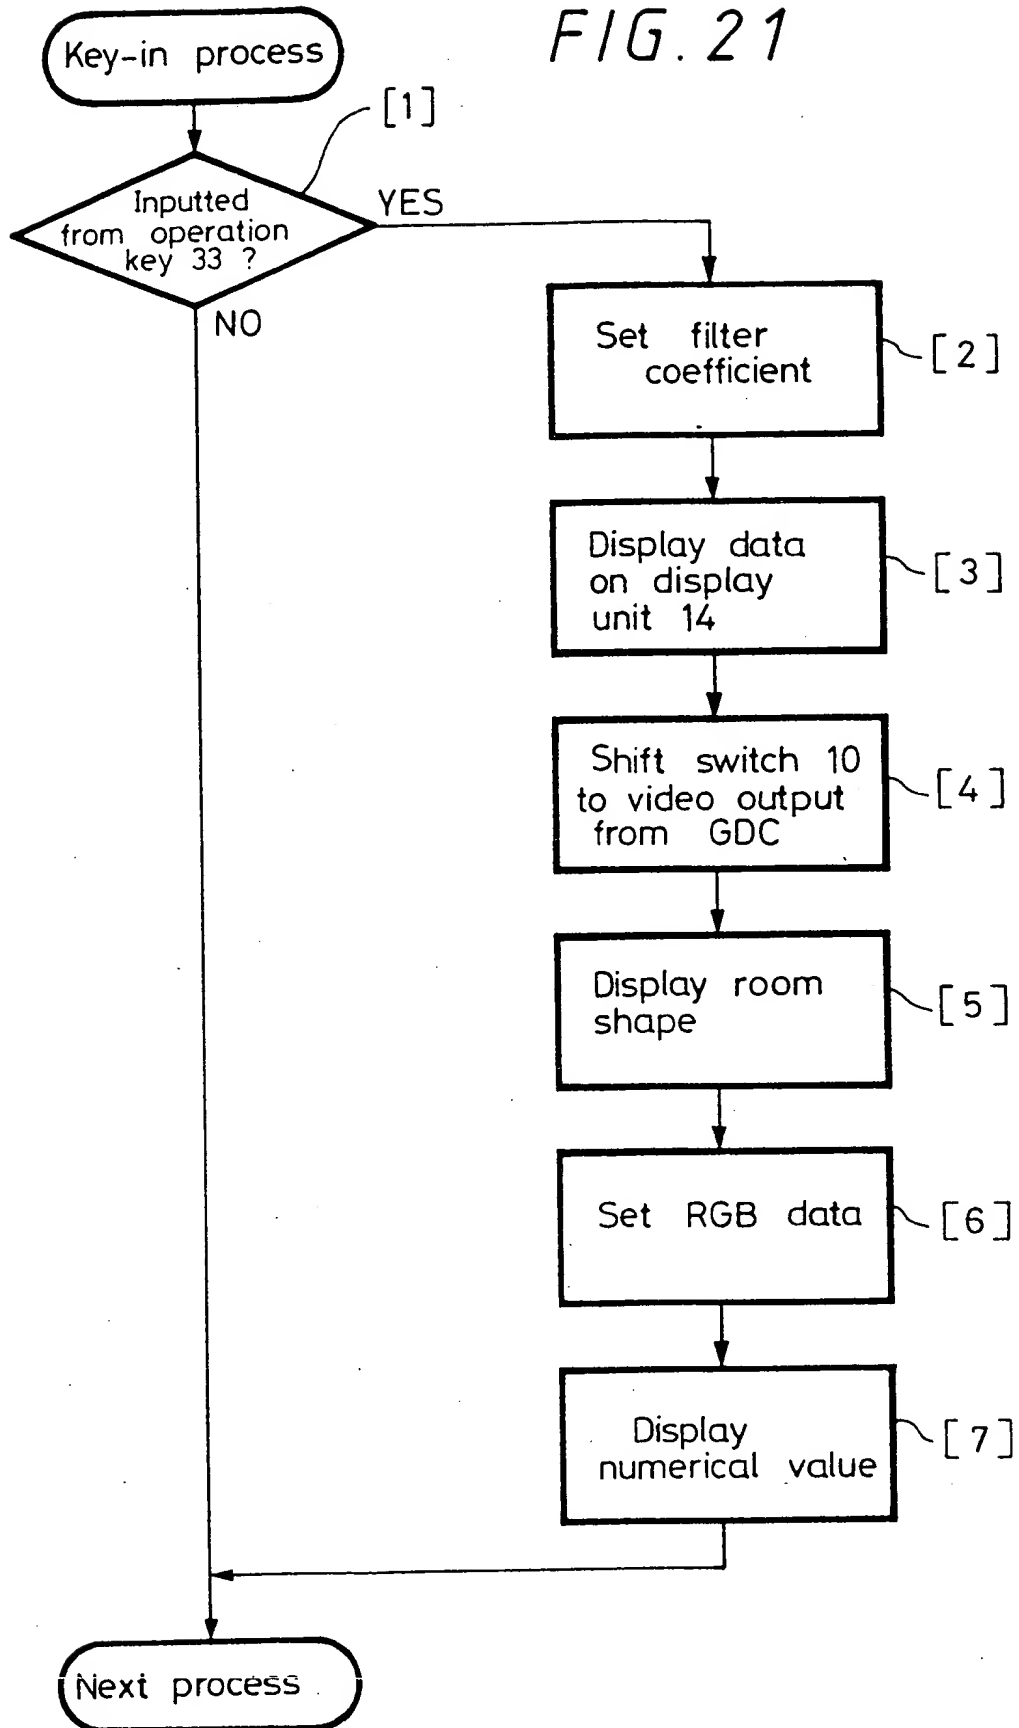 FIG. 21
Key-in process
[1]
Inputted
from operation
key 33 ?
YES
NO
Set filter
coefficient
[2]
Display data
on display
unit 14
[3]
Shift switch 10
to video output
from GDC
[4]
Display room
shape
[5]
Set RGB data
[6]
Display
numerical value
[7]
Next process